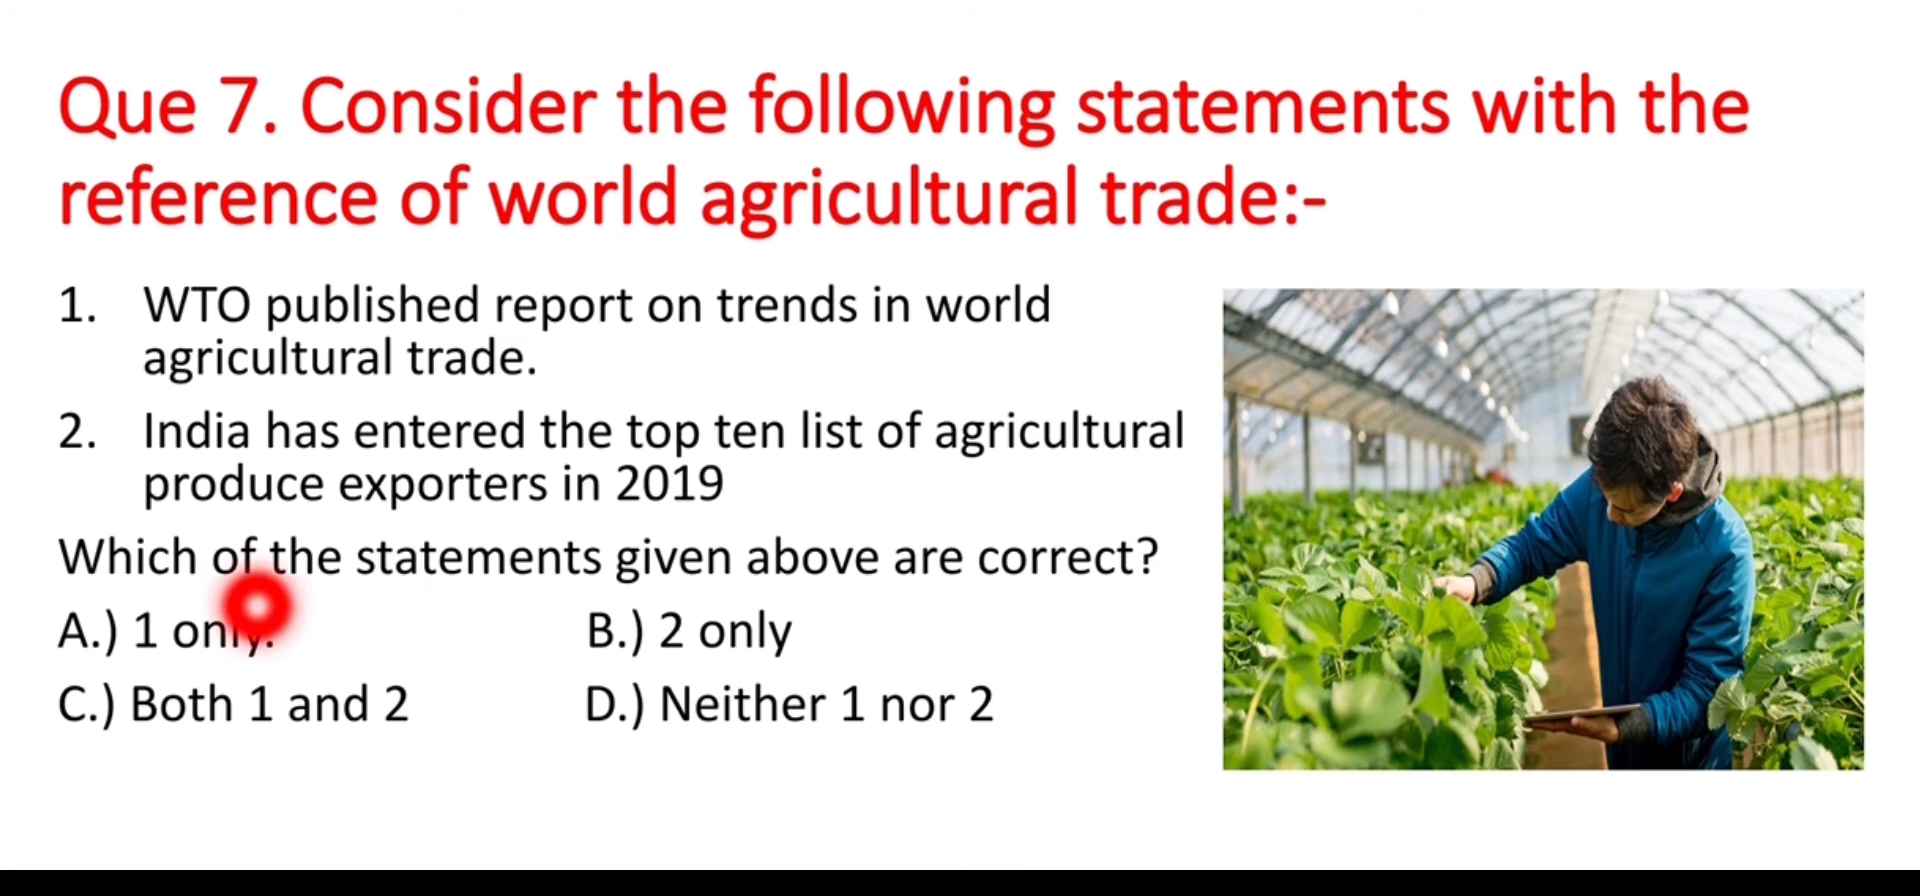 Que 7. Consider the following statements with the
reference of world agricultural trade:-
1. WTO published report on trends in world
agricultural trade.
2. India has entered the top ten list of agricultural
produce exporters in 2019
Which of the statements given above are correct?
A.) 1 only. B.) 2 only
C.) Both 1 and 2 D.) Neither 1 nor 2